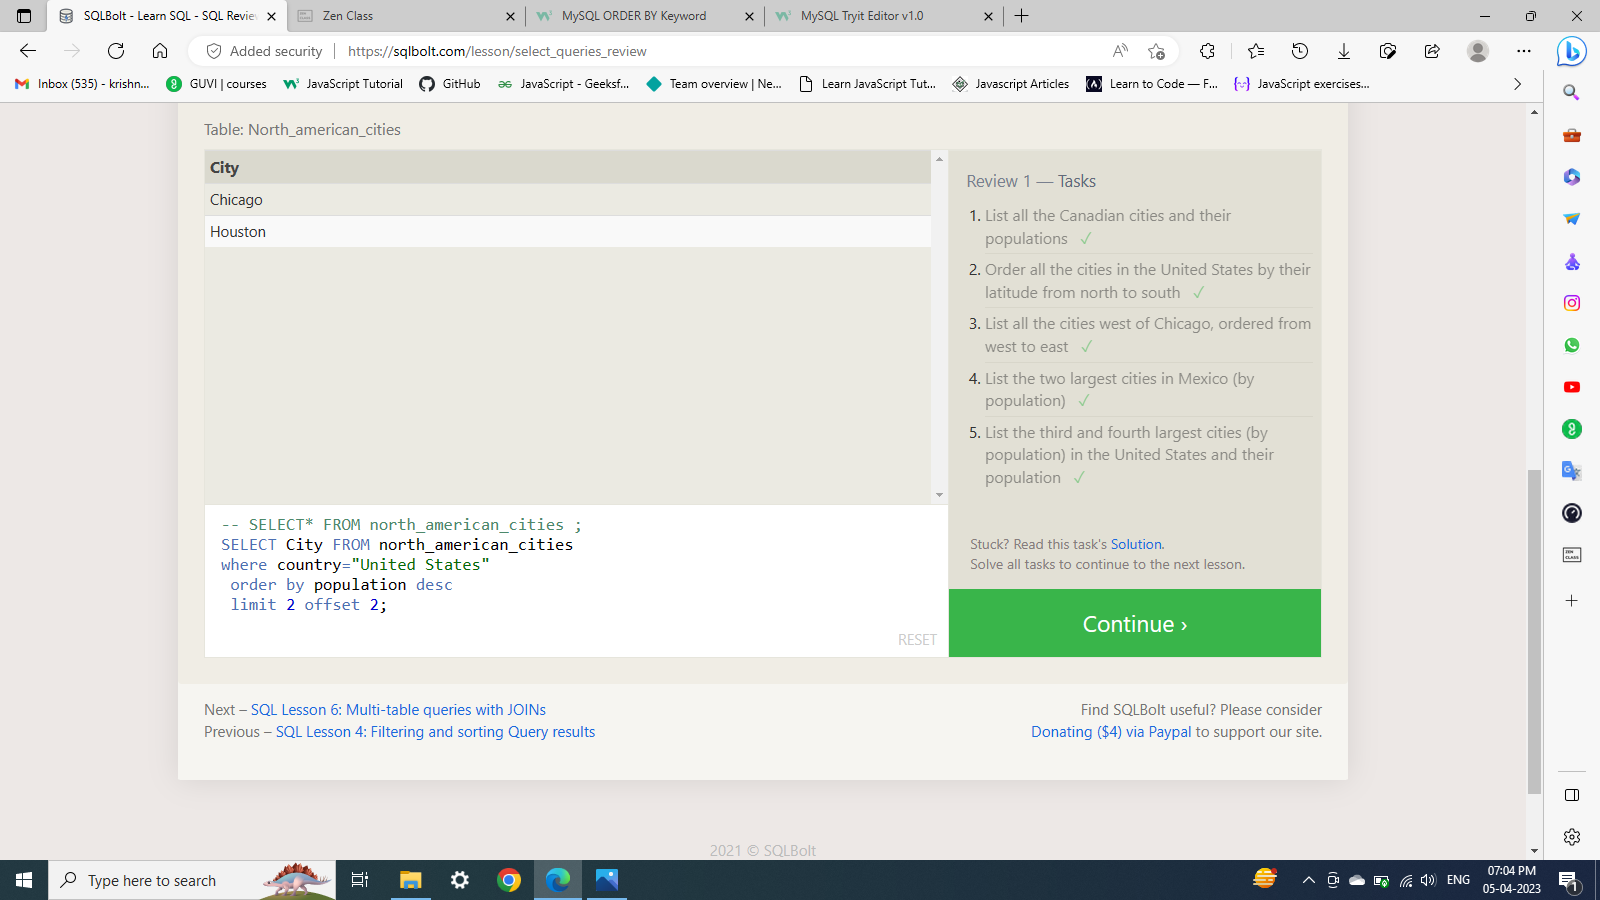 SQLBolt - Learn SQL - SQL Revie
Zen Class
MySQL ORDER BY Keyword
MySQL Tryit Editor v1.0
Added security
https://sqlbolt.com/lesson/select_queries_review
Inbox (535) - krishn...
GUVI | courses
JavaScript Tutorial
GitHub
JavaScript - Geeksf...
Team overview | Ne...
Learn JavaScript Tut...
Javascript Articles
Learn to Code — F...
JavaScript exercises...
Table: North_american_cities
City
Chicago
Houston
Review 1 — Tasks
1. List all the Canadian cities and their
populations ✓
2. Order all the cities in the United States by their
latitude from north to south ✓
3. List all the cities west of Chicago, ordered from
west to east ✓
4. List the two largest cities in Mexico (by
population) ✓
5. List the third and fourth largest cities (by
population) in the United States and their
population ✓
-- SELECT* FROM north_american_cities ;
SELECT City FROM north_american_cities
where country="United States"
order by population desc
limit 2 offset 2;
RESET
Stuck? Read this task's Solution.
Solve all tasks to continue to the next lesson.
Continue ›
Next – SQL Lesson 6: Multi-table queries with JOINs
Previous – SQL Lesson 4: Filtering and sorting Query results
Find SQLBolt useful? Please consider
Donating ($4) via Paypal to support our site.
2021 © SQLBolt
Type here to search
ENG
07:04 PM
05-04-2023
1